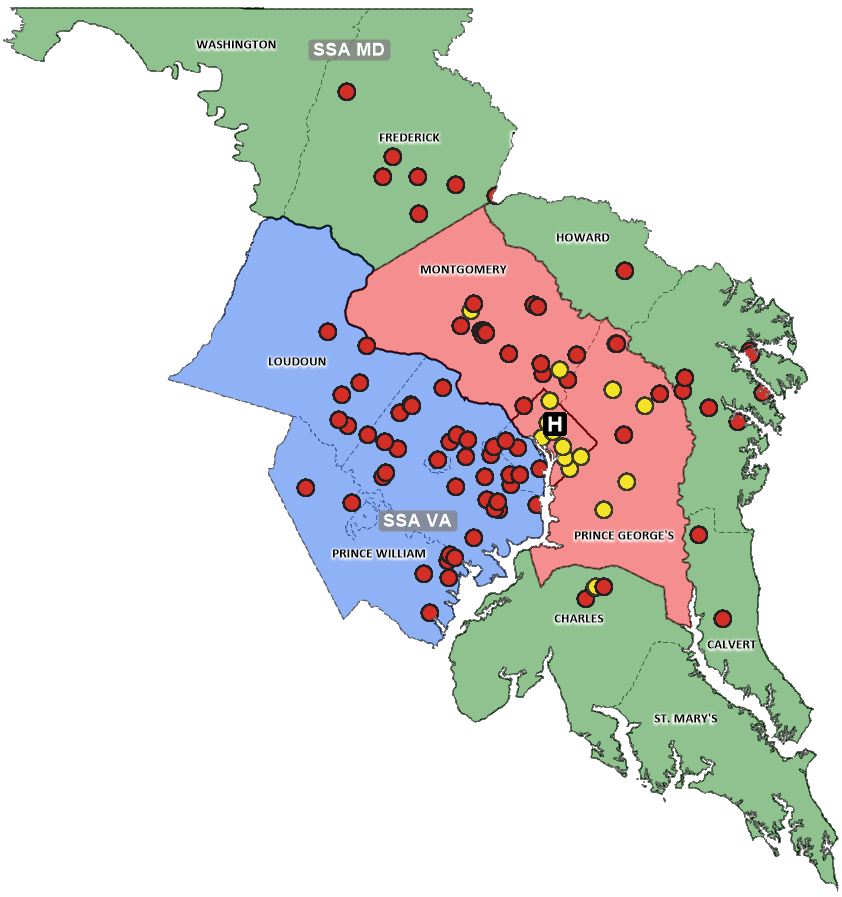 WASHINGTON
SSA MD
FREDERICK
HOWARD
MONTGOMERY
LOUDOUN
H
SSA VA
PRINCE GEORGE'S
PRINCE WILLIAM
CHARLES
CALVERT
ST. MARY'S